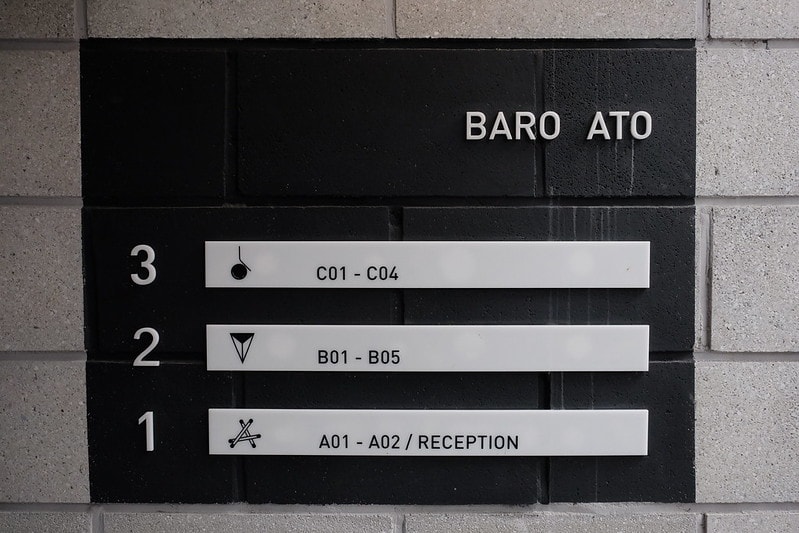 BARO ATO
3 C01 - C04
2 B01 - B05
1 A01 - A02 / RECEPTION